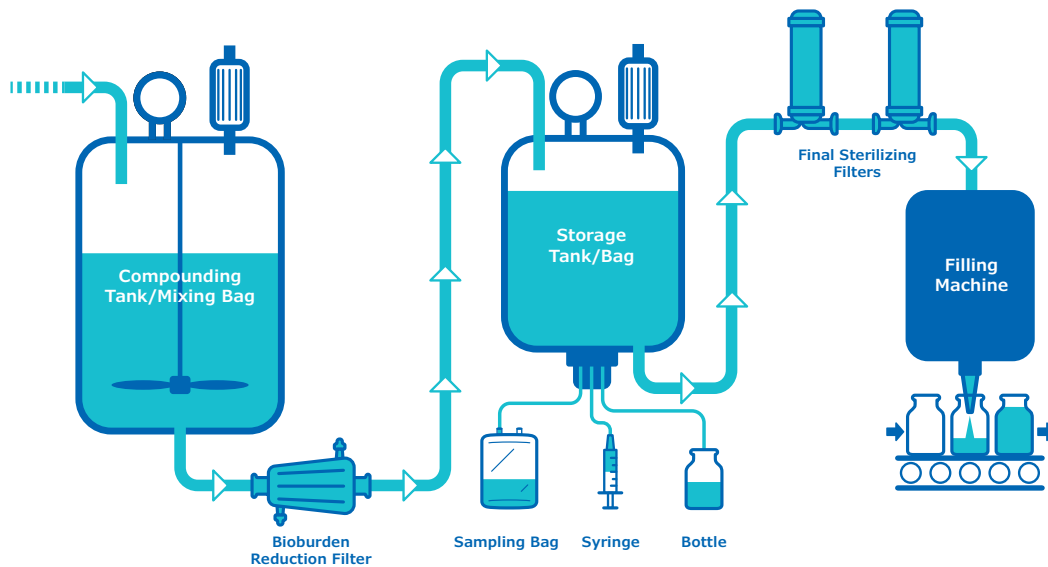 Compounding
Tank/Mixing Bag
Bioburden
Reduction Filter
Storage
Tank/Bag
Sampling Bag
Syringe
Bottle
Final Sterilizing
Filters
Filling
Machine